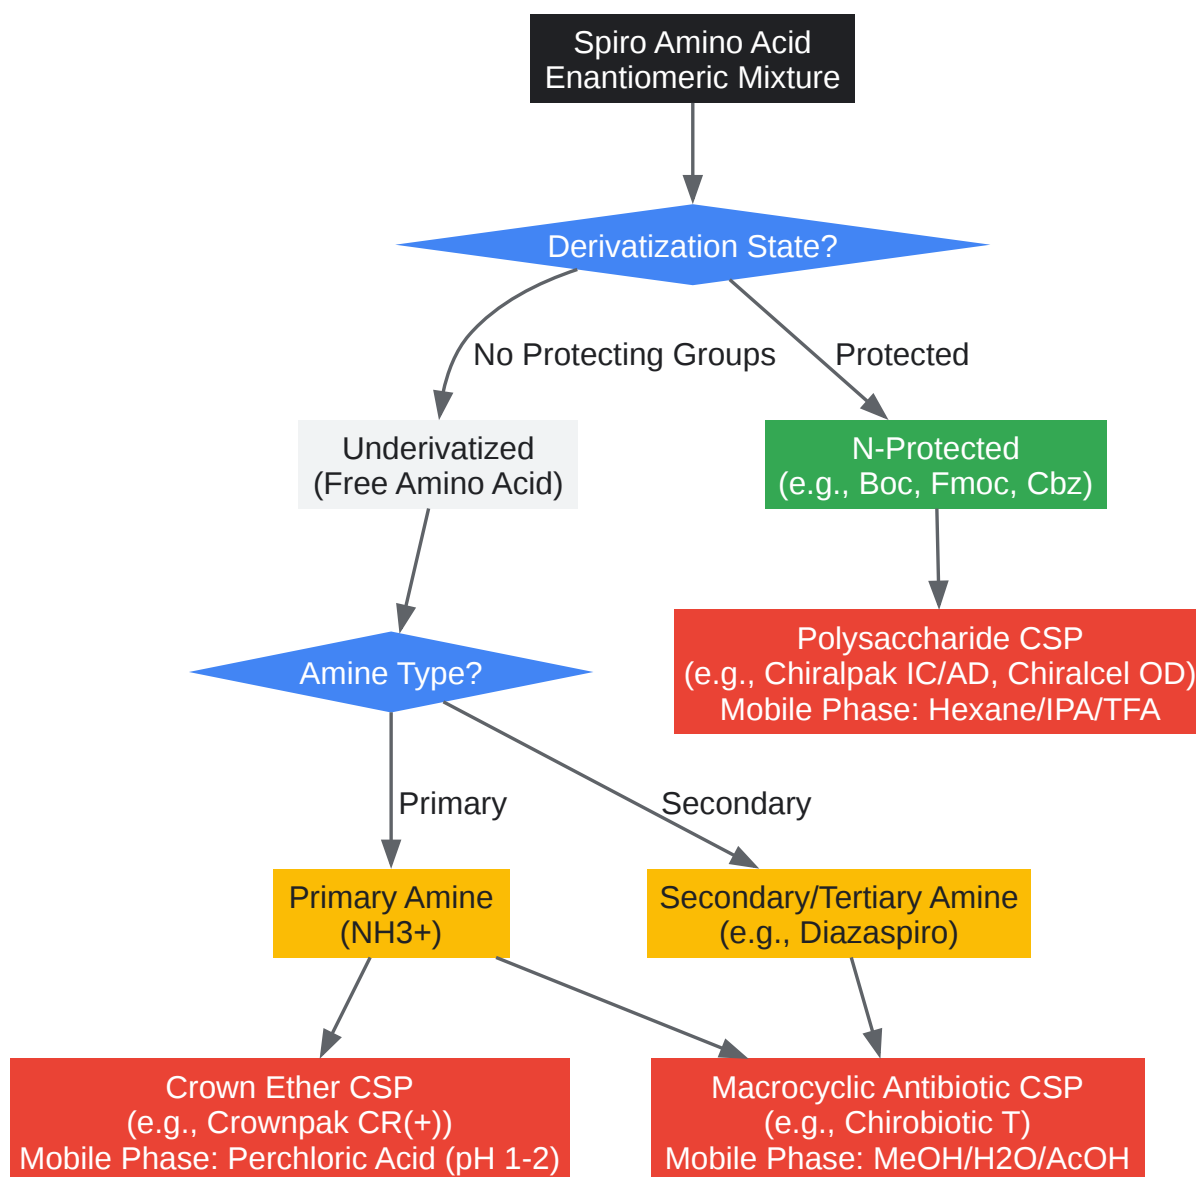 Spiro Amino Acid
Enantiomeric Mixture
Derivatization State?
No Protecting Groups
Protected
Underivatized
(Free Amino Acid)
N-Protected
(e.g., Boc, Fmoc, Cbz)
Polysaccharide CSP
(e.g., Chiralpak IC/AD, Chiralcel OD)
Mobile Phase: Hexane/IPA/TFA
Amine Type?
Primary
Secondary
Primary Amine
(NH3+)
Secondary/Tertiary Amine
(e.g., Diazaspiro)
Crown Ether CSP
(e.g., Crownpak CR(+))
Mobile Phase: Perchloric Acid (pH 1-2)
Macrocyclic Antibiotic CSP
(e.g., Chirobiotic T)
Mobile Phase: MeOH/H2O/AcOH